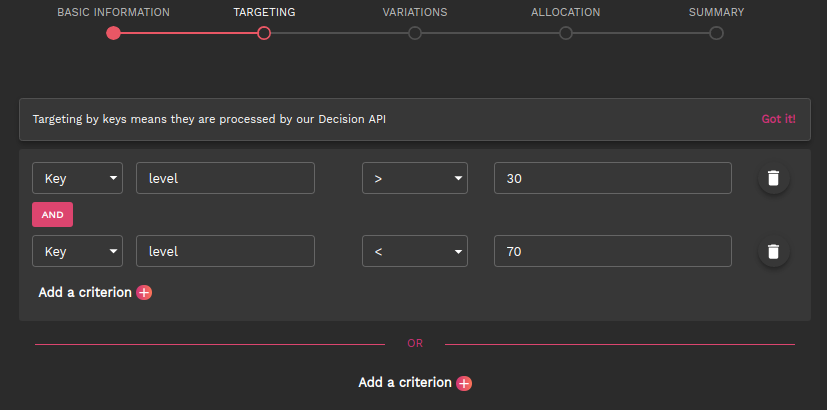 BASIC INFORMATION TARGETING VARIATIONS ALLOCATION SUMMARY
Targeting by keys means they are processed by our Decision API Got it!
Key level > 30
AND
Key level < 70
Add a criterion
OR
Add a criterion